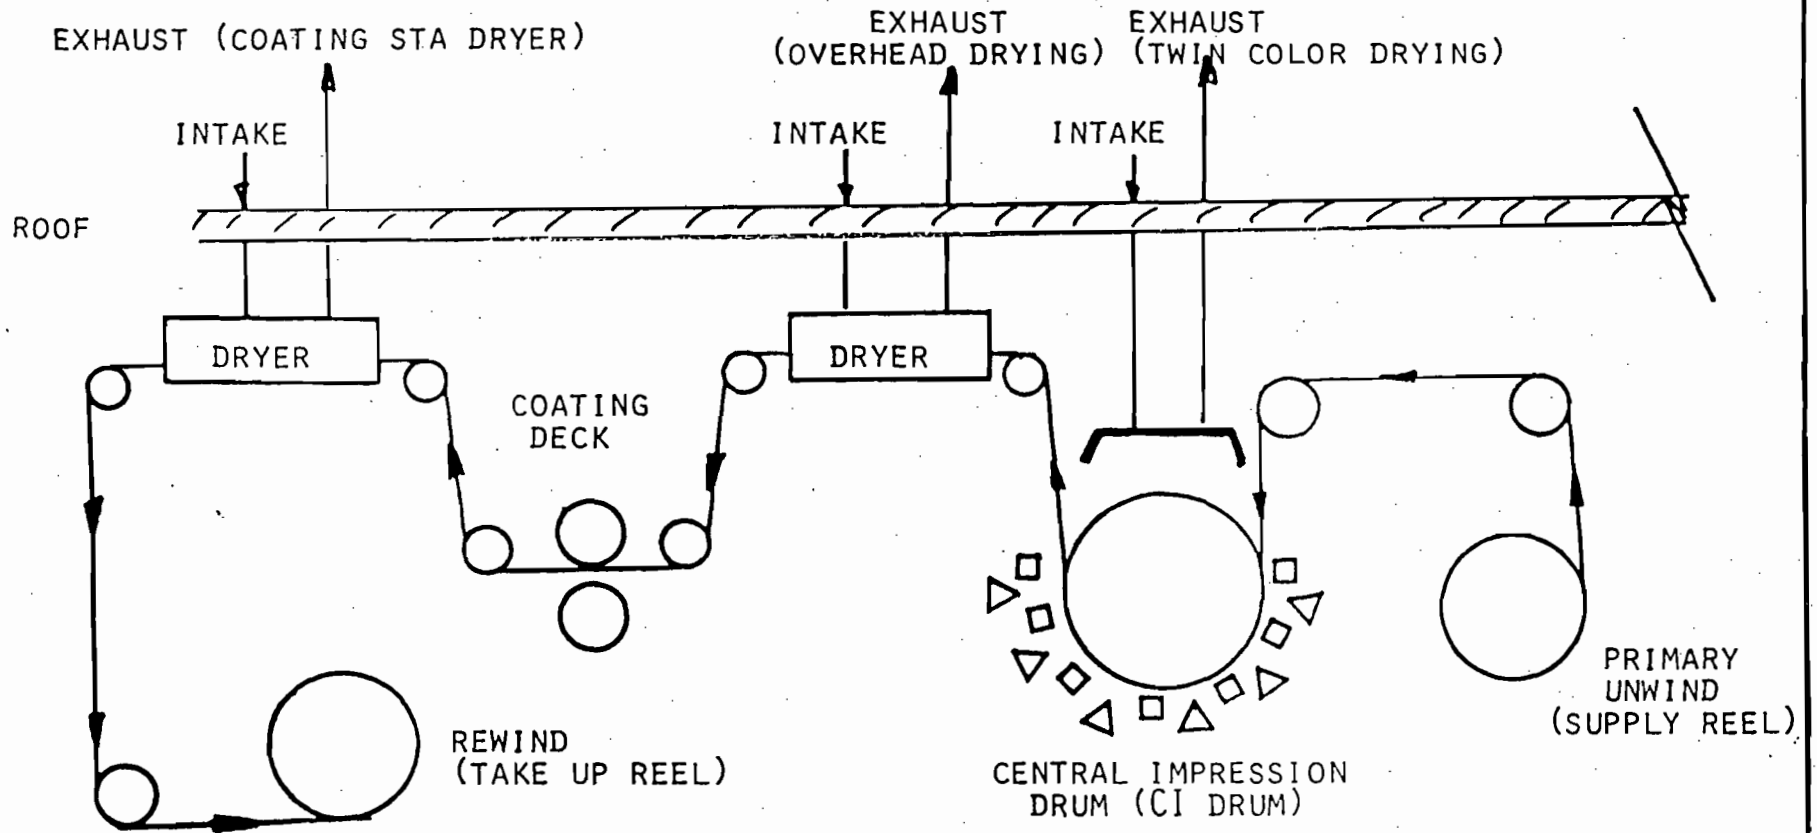 EXHAUST (COATING STA DRYER)
EXHAUST
(OVERHEAD DRYING)
EXHAUST
(TWIN COLOR DRYING)
INTAKE
INTAKE
INTAKE
ROOF
DRYER
DRYER
COATING
DECK
PRIMARY
UNWIND
(SUPPLY REEL)
REWIND
(TAKE UP REEL)
CENTRAL IMPRESSION
DRUM (CI DRUM)